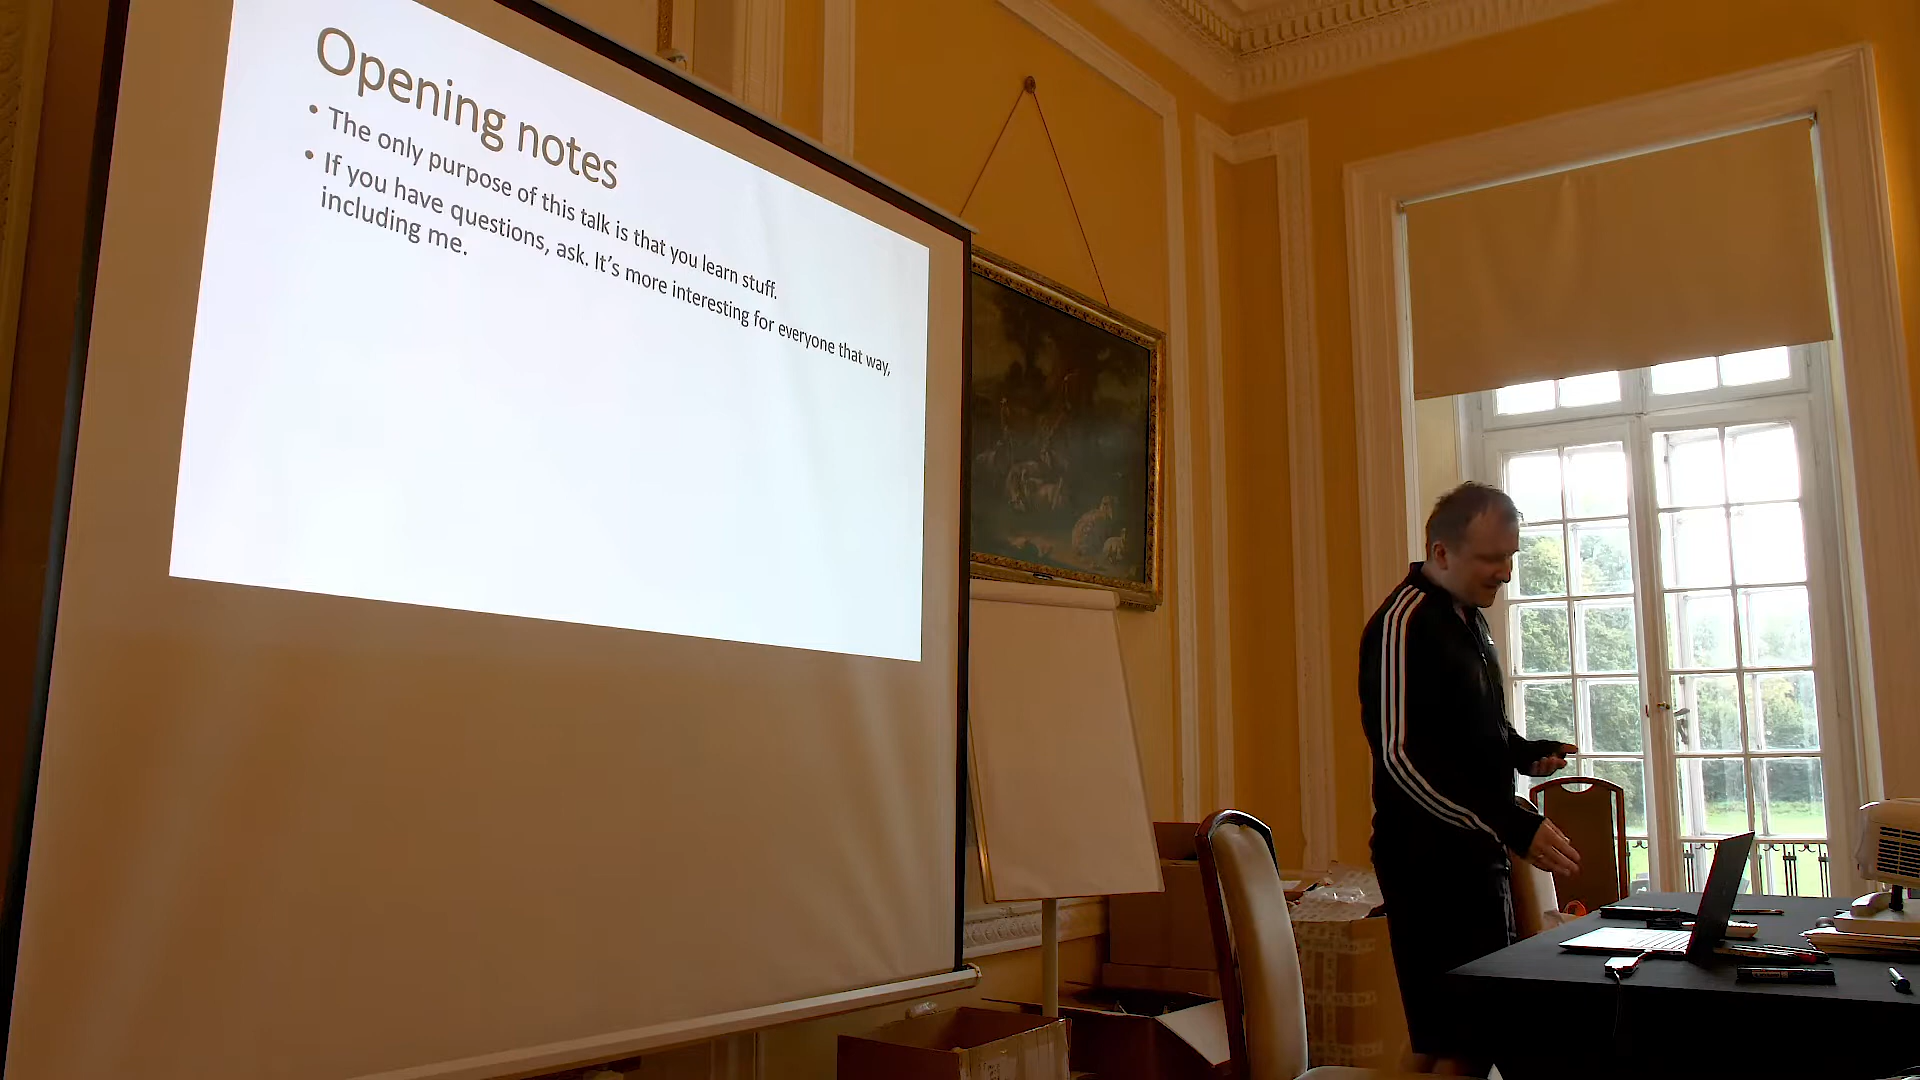 Opening notes
• The only purpose of this talk is that you learn stuff.
• If you have questions, ask. It's more interesting for everyone that way,
including me.